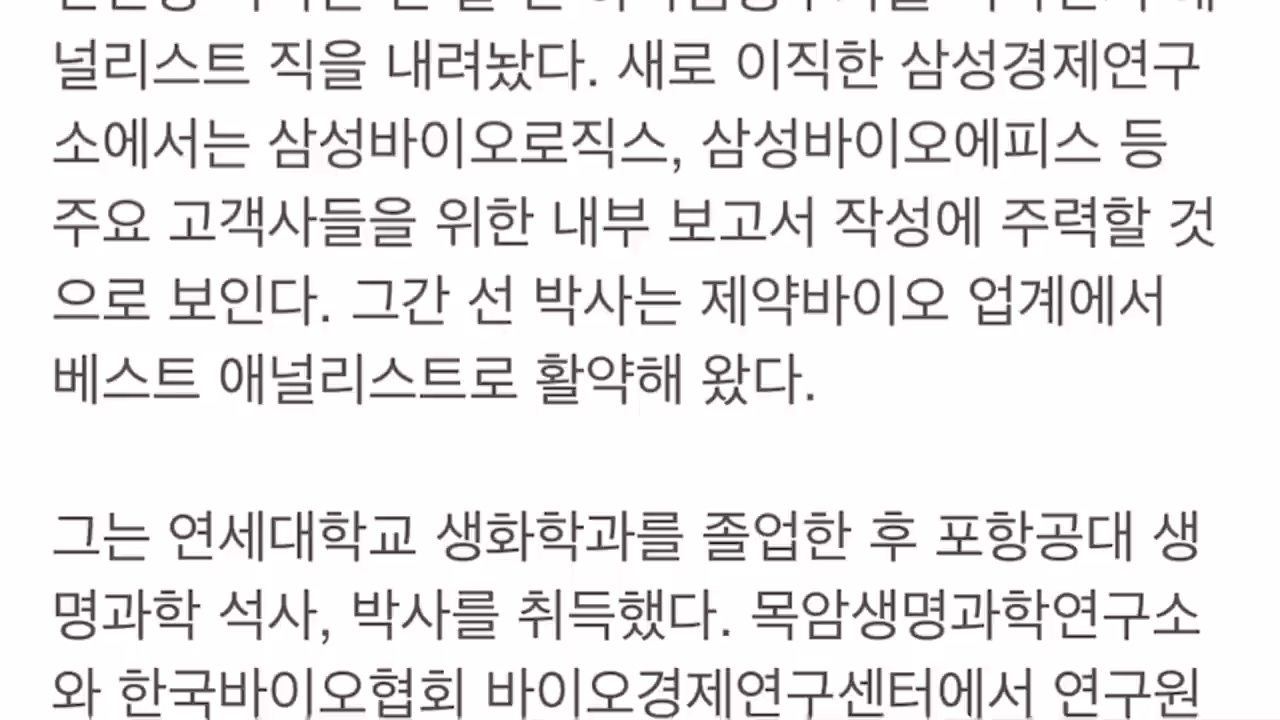 널리스트 직을 내려놨다. 새로 이직한 삼성경제연구
소에서는 삼성바이오로직스, 삼성바이오에피스 등
주요 고객사들을 위한 내부 보고서 작성에 주력할 것
으로 보인다. 그간 선 박사는 제약바이오 업계에서
베스트 애널리스트로 활약해 왔다.
그는 연세대학교 생화학과를 졸업한 후 포항공대 생
명과학 석사, 박사를 취득했다. 목암생명과학연구소
와 한국바이오협회 바이오경제연구센터에서 연구원